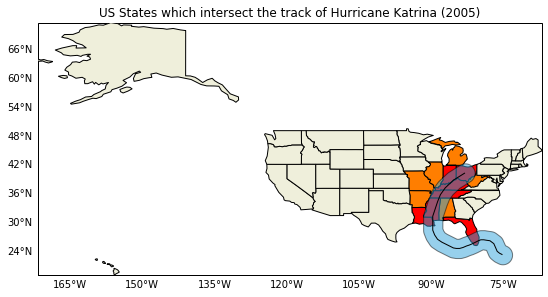 US States which intersect the track of Hurricane Katrina (2005)
66°N
60°N
54°N
48°N
42°N
36°N
30°N
24°N
165°W 150°W 135°W 120°W 105°W 90°W 75°W